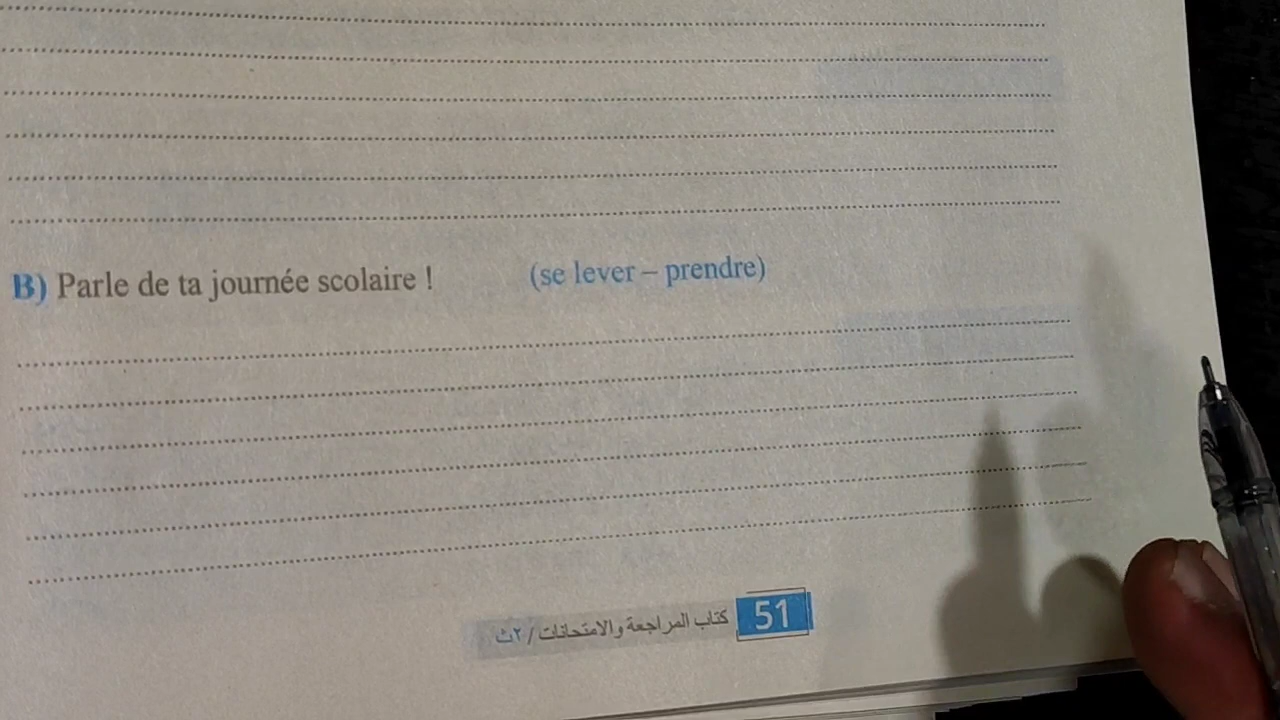 B) Parle de ta journée scolaire ! (se lever – prendre)
51 كتاب المراجعة والامتحانات / ٢ث